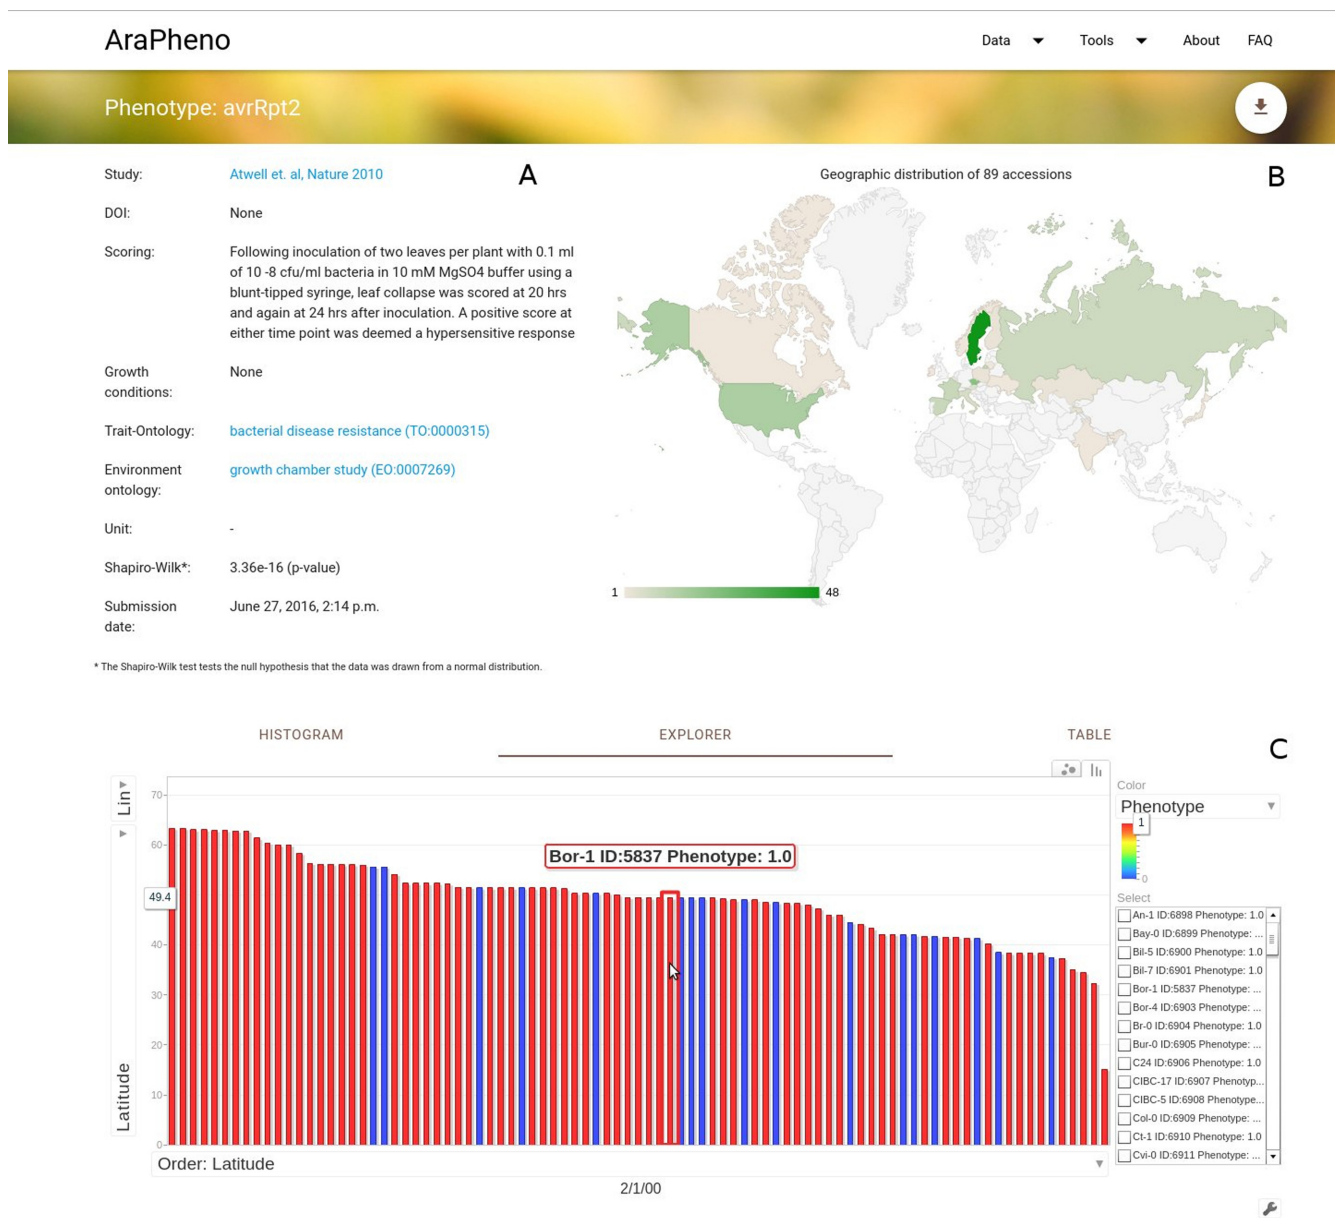 AraPheno
Data
Tools
About
FAQ
Phenotype: avrRpt2
Study:
Atwell et. al, Nature 2010
A
DOI:
None
Scoring:
Following inoculation of two leaves per plant with 0.1 ml
of 10 -8 cfu/ml bacteria in 10 mM MgSO4 buffer using a
blunt-tipped syringe, leaf collapse was scored at 20 hrs
and again at 24 hrs after inoculation. A positive score at
either time point was deemed a hypersensitive response
Growth
conditions:
None
Trait-Ontology:
bacterial disease resistance (TO:0000315)
Environment
ontology:
growth chamber study (EO:0007269)
Unit:
-
Shapiro-Wilk*:
3.36e-16 (p-value)
Submission
date:
June 27, 2016, 2:14 p.m.
* The Shapiro-Wilk test tests the null hypothesis that the data was drawn from a normal distribution.
Geographic distribution of 89 accessions
B
1
48
HISTOGRAM
EXPLORER
TABLE
C
Lin
Latitude
70
60
49.4
40
30
20
10
0
Bor-1 ID:5837 Phenotype: 1.0
Order: Latitude
2/1/00
Color
Phenotype
1
0
Select
An-1 ID:6898 Phenotype: 1.0
Bay-0 ID:6899 Phenotype: ...
Bil-5 ID:6900 Phenotype: 1.0
Bil-7 ID:6901 Phenotype: 1.0
Bor-1 ID:5837 Phenotype: ...
Bor-4 ID:6903 Phenotype: ...
Br-0 ID:6904 Phenotype: 1.0
Bur-0 ID:6905 Phenotype: ...
C24 ID:6906 Phenotype: 1.0
CIBC-17 ID:6907 Phenotyp...
CIBC-5 ID:6908 Phenotype...
Col-0 ID:6909 Phenotype: ...
Ct-1 ID:6910 Phenotype: 1.0
Cvi-0 ID:6911 Phenotype: ...